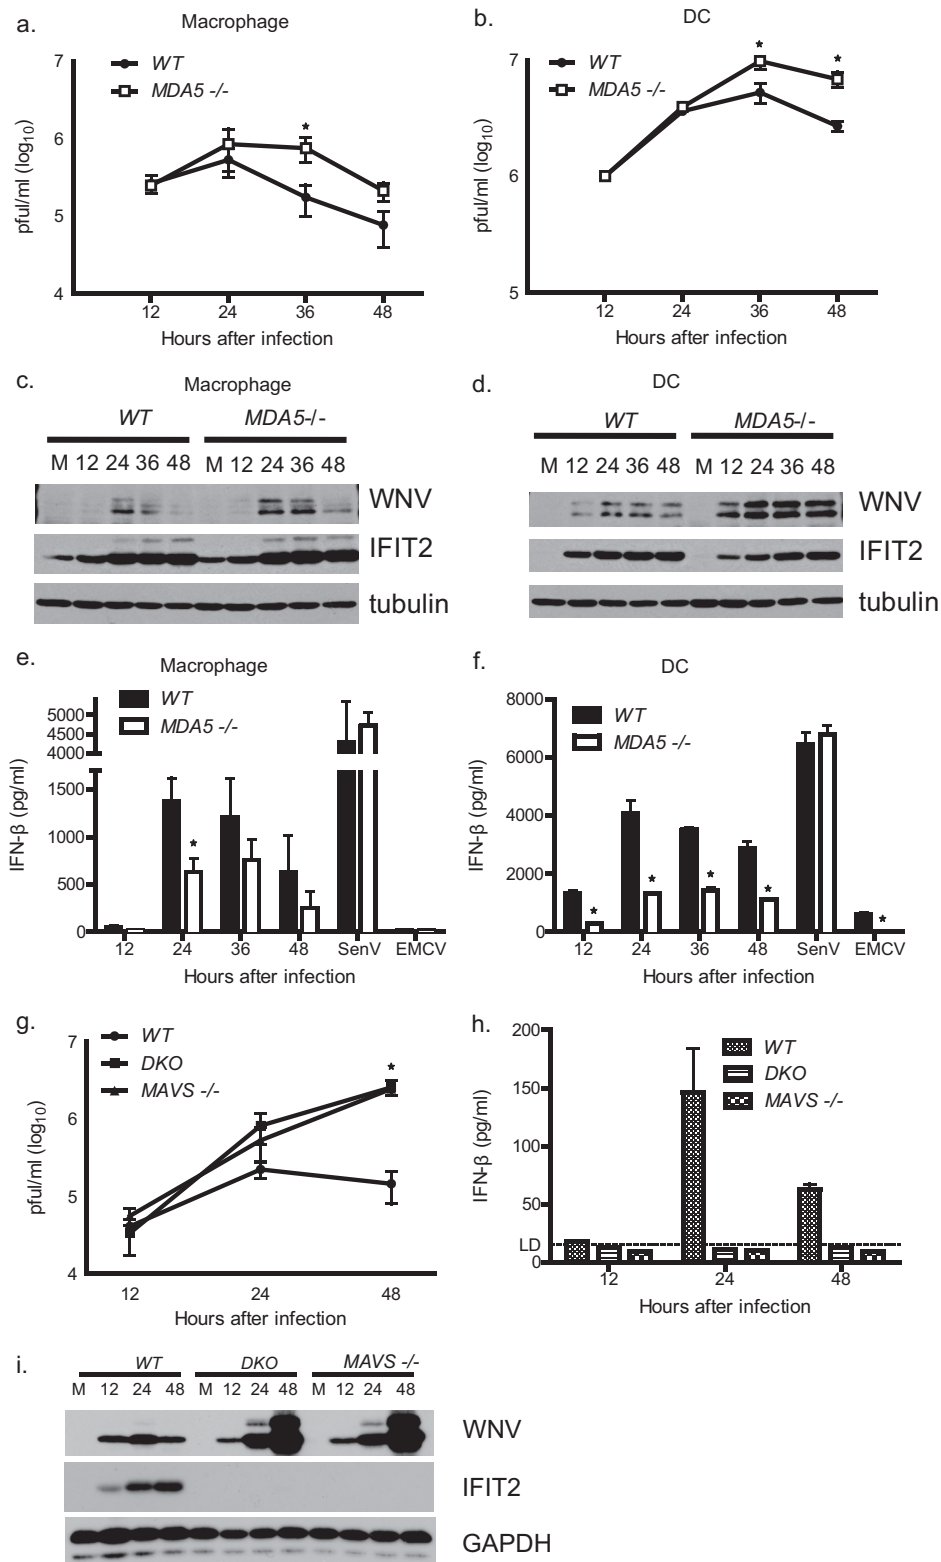 a.
Macrophage
7
6
5
4
pful/ml (log10)
WT
MDA5 -/-
*
12 24 36 48
Hours after infection
b.
DC
7
6
5
pful/ml (log10)
WT
MDA5 -/-
* *
12 24 36 48
Hours after infection
c.
Macrophage
WT MDA5-/-
M 12 24 36 48 M 12 24 36 48
WNV
IFIT2
tubulin
d.
DC
WT MDA5-/-
M 12 24 36 48 M 12 24 36 48
WNV
IFIT2
tubulin
e.
Macrophage
WT
MDA5 -/-
5000
4500
4000
1500
1000
500
0
IFN-β (pg/ml)
*
12 24 36 48 SenV EMCV
Hours after infection
f.
DC
WT
MDA5 -/-
8000
6000
4000
2000
0
IFN-β (pg/ml)
* * * * *
12 24 36 48 SenV EMCV
Hours after infection
g.
WT
DKO
MAVS -/-
7
6
5
4
pful/ml (log10)
*
12 24 48
Hours after infection
h.
WT
DKO
MAVS -/-
200
150
100
50
LD
0
IFN-β (pg/ml)
12 24 48
Hours after infection
i.
WT DKO MAVS -/-
M 12 24 48 M 12 24 48 M 12 24 48
WNV
IFIT2
GAPDH